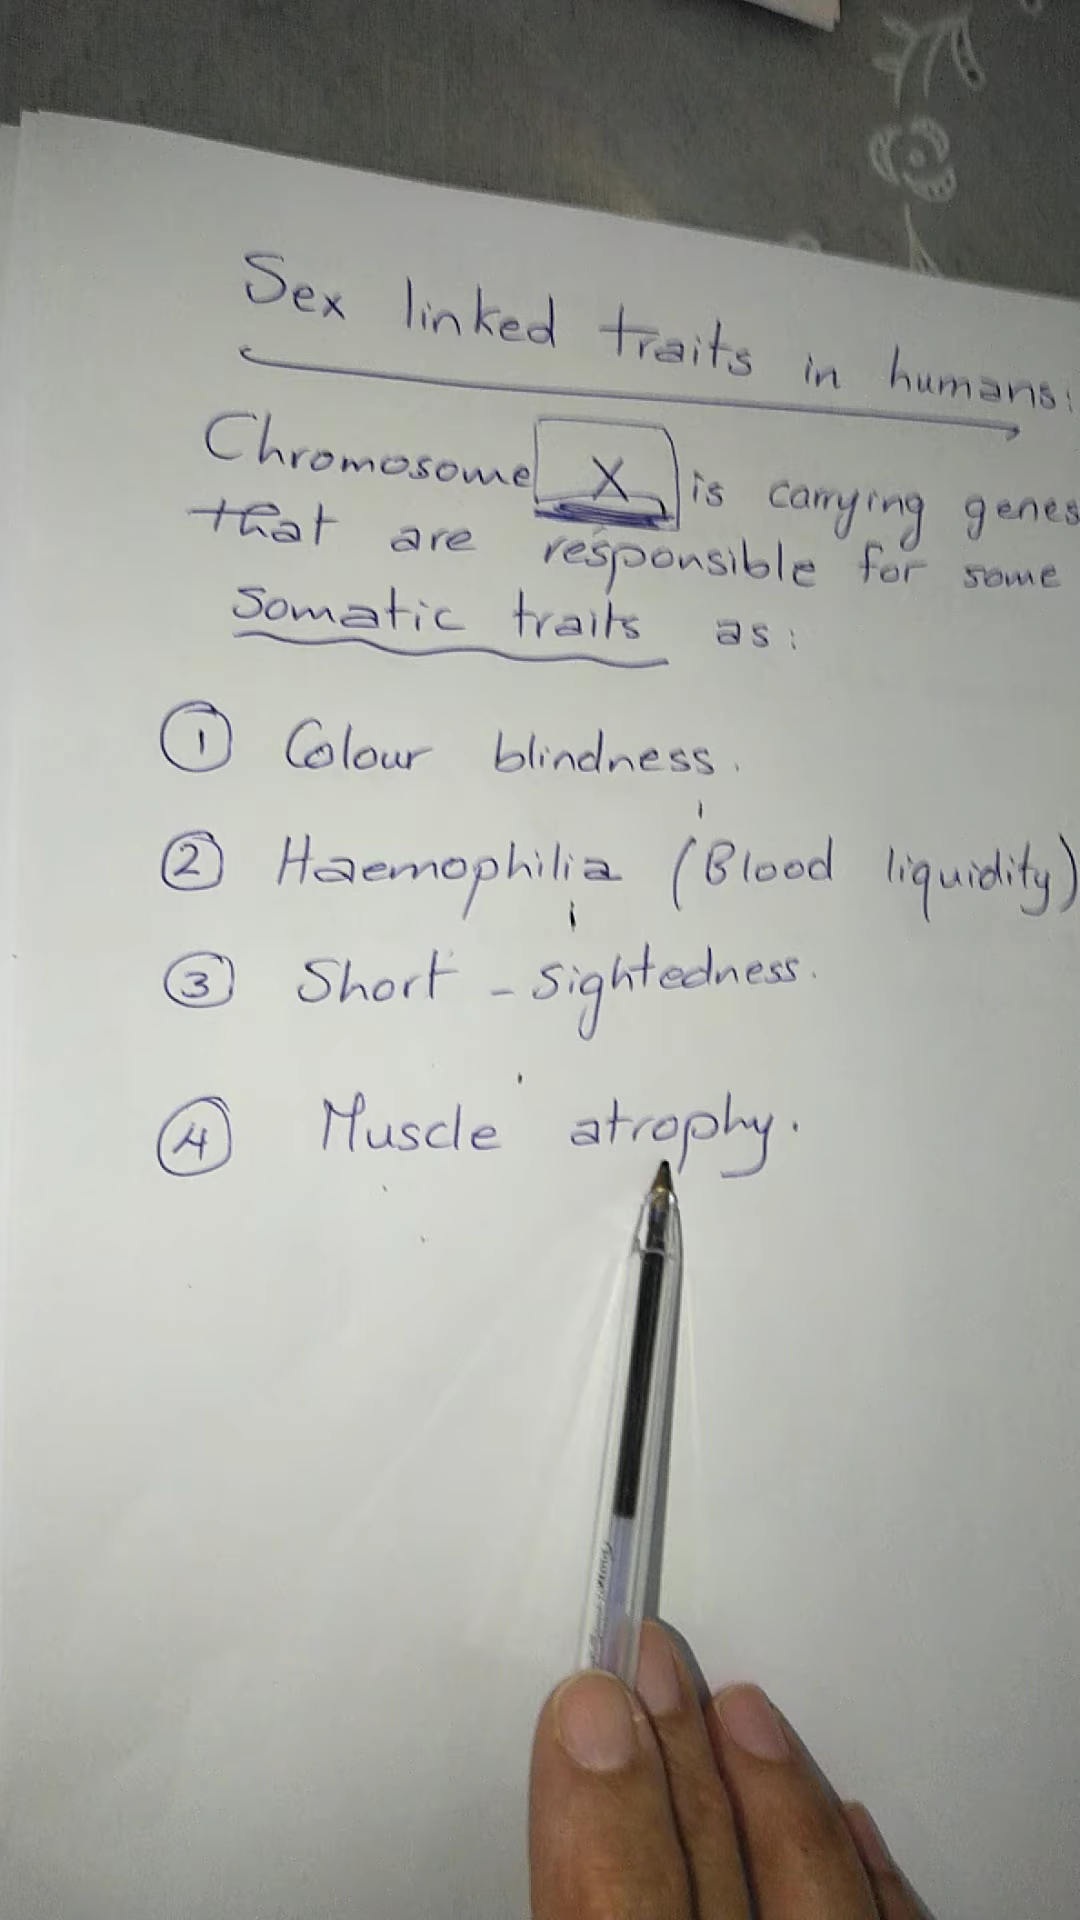 Sex linked traits in humans:
Chromosome X is carrying genes
that are responsible for some
Somatic traits as:
1 Colour blindness.
2 Haemophilia (Blood liquidity)
3 Short - sightedness.
4 Muscle atrophy.